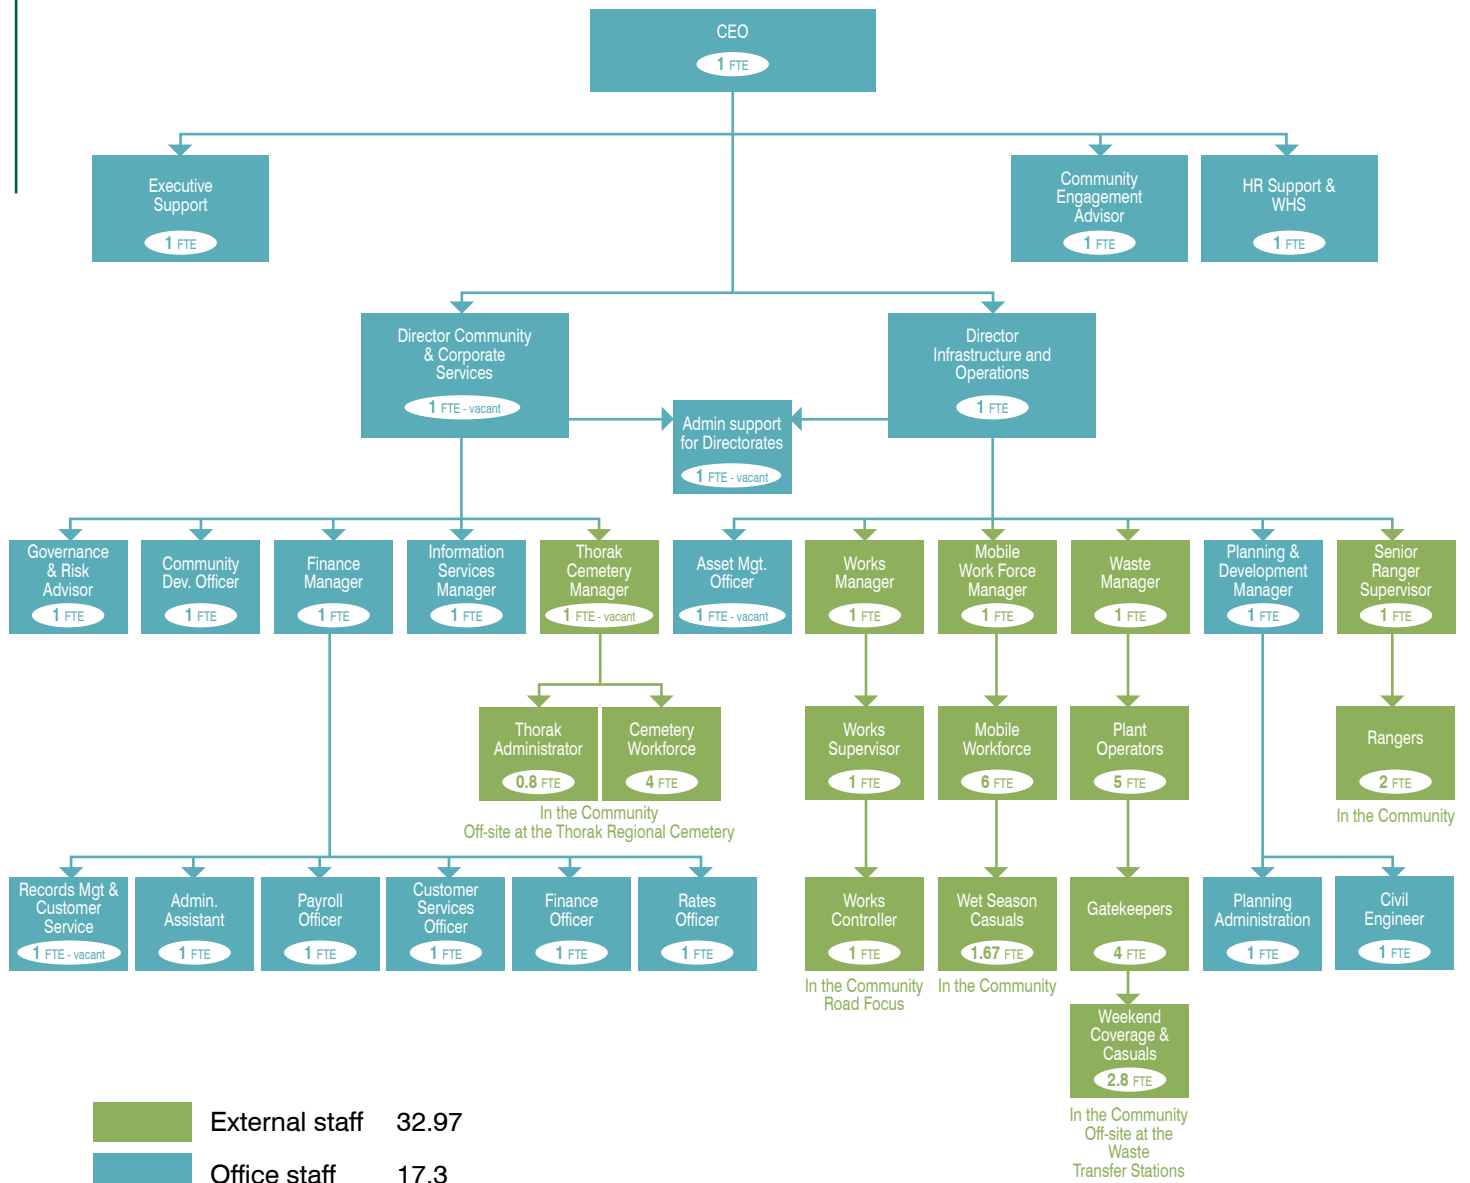 CEO
1 FTE
Executive
Support
1 FTE
Community
Engagement
Advisor
1 FTE
HR Support &
WHS
1 FTE
Director Community
& Corporate
Services
1 FTE - vacant
Director
Infrastructure and
Operations
1 FTE
Admin support
for Directorates
1 FTE - vacant
Governance
& Risk
Advisor
1 FTE
Community
Dev. Officer
1 FTE
Finance
Manager
1 FTE
Information
Services
Manager
1 FTE
Thorak
Cemetery
Manager
1 FTE - vacant
Asset Mgt.
Officer
1 FTE - vacant
Works
Manager
1 FTE
Mobile
Work Force
Manager
1 FTE
Waste
Manager
1 FTE
Planning &
Development
Manager
1 FTE
Senior
Ranger
Supervisor
1 FTE
Thorak
Administrator
0.8 FTE
Cemetery
Workforce
4 FTE
In the Community
Off-site at the Thorak Regional Cemetery
Works
Supervisor
1 FTE
Mobile
Workforce
6 FTE
Plant
Operators
5 FTE
Rangers
2 FTE
In the Community
Records Mgt &
Customer
Service
1 FTE - vacant
Admin.
Assistant
1 FTE
Payroll
Officer
1 FTE
Customer
Services
Officer
1 FTE
Finance
Officer
1 FTE
Rates
Officer
1 FTE
Works
Controller
1 FTE
In the Community
Road Focus
Wet Season
Casuals
1.67 FTE
In the Community
Gatekeepers
4 FTE
Planning
Administration
1 FTE
Civil
Engineer
1 FTE
Weekend
Coverage &
Casuals
2.8 FTE
In the Community
Off-site at the
Waste
Transfer Stations
External staff 32.97
Office staff 17.3